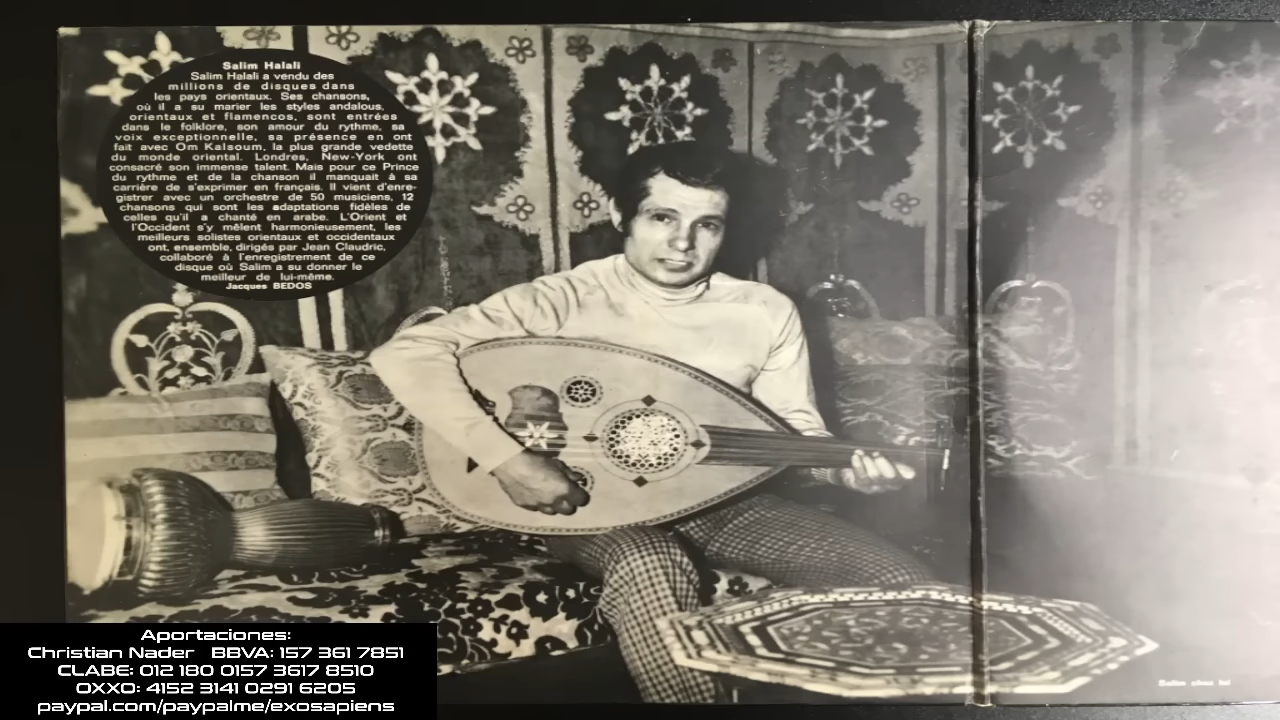 Salim Halali
Salim Halali a vendu des
millions de disques dans
les pays orientaux. Ses chansons,
où il a su marier les styles andalous,
orientaux et flamencos, sont entrées
dans le folklore, son amour du rythme, sa
voix exceptionnelle, sa présence en ont
fait avec Om Kalsoum, la plus grande vedette
du monde oriental. Londres, New-York ont
consacré son immense talent. Mais pour ce Prince
du rythme et de la chanson il manquait à sa
carrière de s'exprimer en français. Il vient d'enre-
gistrer avec un orchestre de 50 musiciens, 12
chansons qui sont les adaptations fidèles de
celles qu'il a chanté en arabe. L'Orient et
l'Occident s'y mêlent harmonieusement, les
meilleurs solistes orientaux et occidentaux
ont, ensemble, dirigés par Jean Claudric,
collaboré à l'enregistrement de ce
disque où Salim a su donner le
meilleur de lui-même.
Jacques BEDOS
Salim chez lui
Aportaciones:
Christian Nader BBVA: 157 361 7851
CLABE: 012 180 0157 3617 8510
OXXO: 4152 3141 0291 6205
paypal.com/paypalme/exosapiens